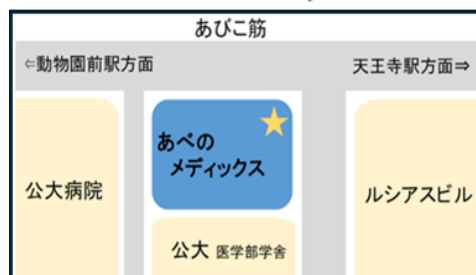 あびこ筋
⇐動物園前駅方面
天王寺駅方面⇒
あべの
メディックス
公大病院
ルシアスビル
公大 医学部学舎